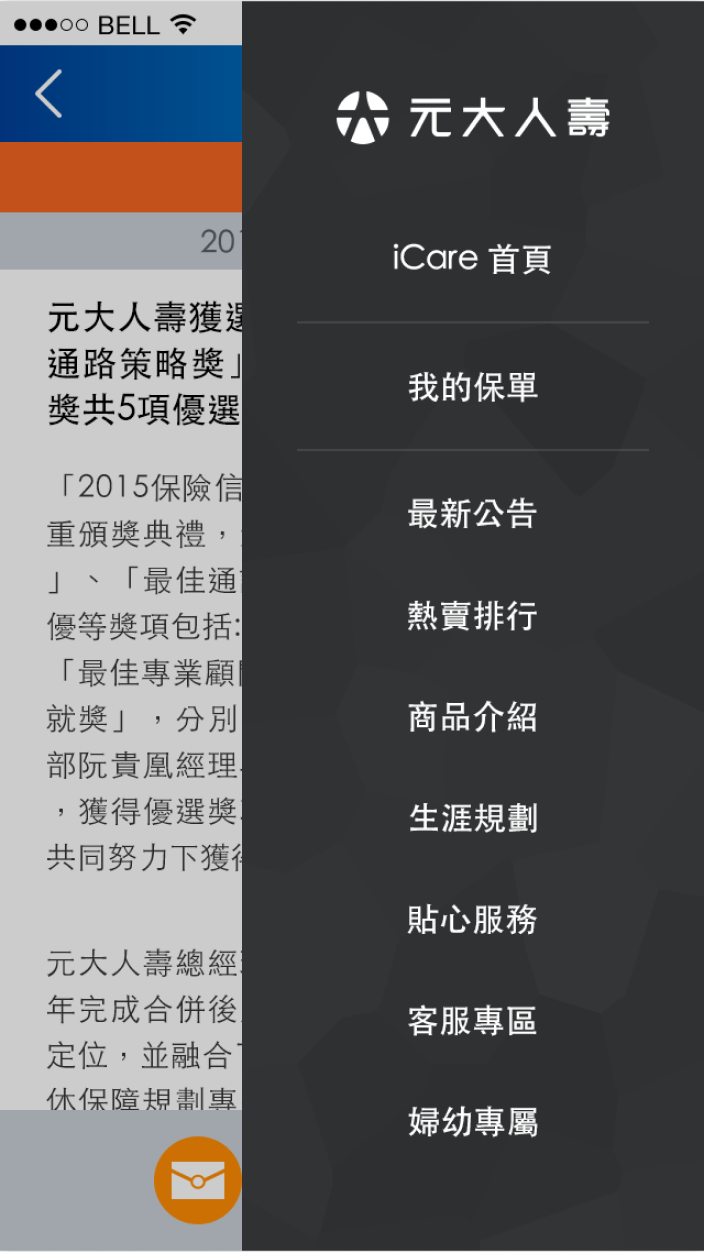 BELL
元大人壽
iCare 首頁
我的保單
最新公告
熱賣排行
商品介紹
生涯規劃
貼心服務
客服專區
婦幼專屬
201
元大人壽獲選
通路策略獎」
獎共5項優選
「2015保險信
重頒獎典禮，
」、「最佳通
優等獎項包括:
「最佳專業顧
就獎」，分別
部阮貴凰經理
，獲得優選獎
共同努力下獲
元大人壽總經
年完成合併後
定位，並融合
休保障規劃專